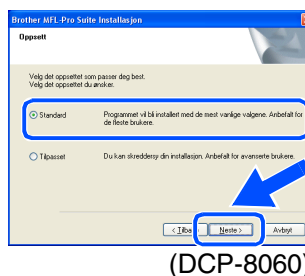 Brother MFL-Pro Suite Installasjon
Oppsett
Velg det oppsettet som passer deg best.
Velg det oppsettet du ønsker.
Standard Programmet vil bli installert med de mest vanlige valgene. Anbefalt for
de fleste brukere.
Tilpasset Du kan skreddersy din installasjon. Anbefalt for avanserte brukere.
Neste > Avbryt
(DCP-8060)